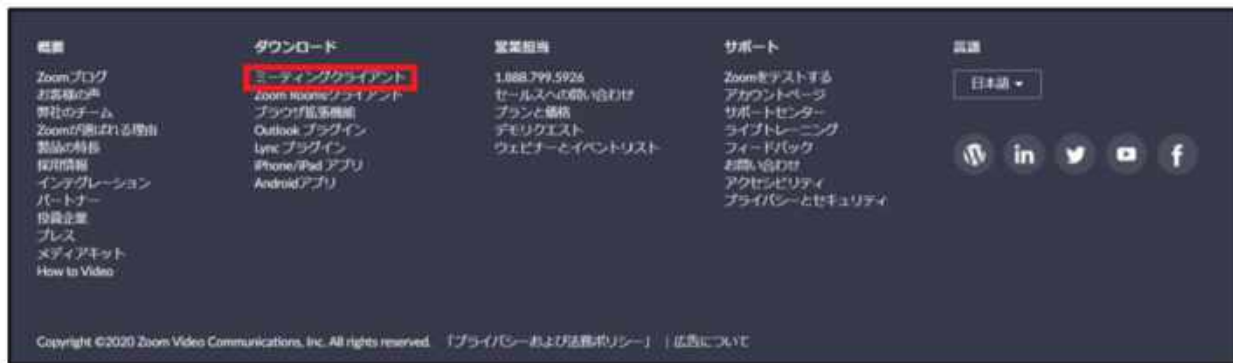 概要
Zoomブログ
お客様の声
弊社のチーム
Zoomが選ばれる理由
製品の特長
採用情報
インテグレーション
パートナー
投資企業
プレス
メディアキット
How to Video
ダウンロード
ミーティングクライアント
Zoom Roomsクライアント
ブラウザ拡張機能
Outlook プラグイン
Lync プラグイン
iPhone/iPad アプリ
Androidアプリ
営業担当
1.888.799.5926
セールスへの問い合わせ
プランと価格
デモリクエスト
ウェビナーとイベントリスト
サポート
Zoomをテストする
アカウントページ
サポートセンター
ライブトレーニング
フィードバック
お問い合わせ
アクセシビリティ
プライバシーとセキュリティ
言語
日本語
in
f
Copyright ©2020 Zoom Video Communications, Inc. All rights reserved. 「プライバシーおよび法務ポリシー」 | 広告について